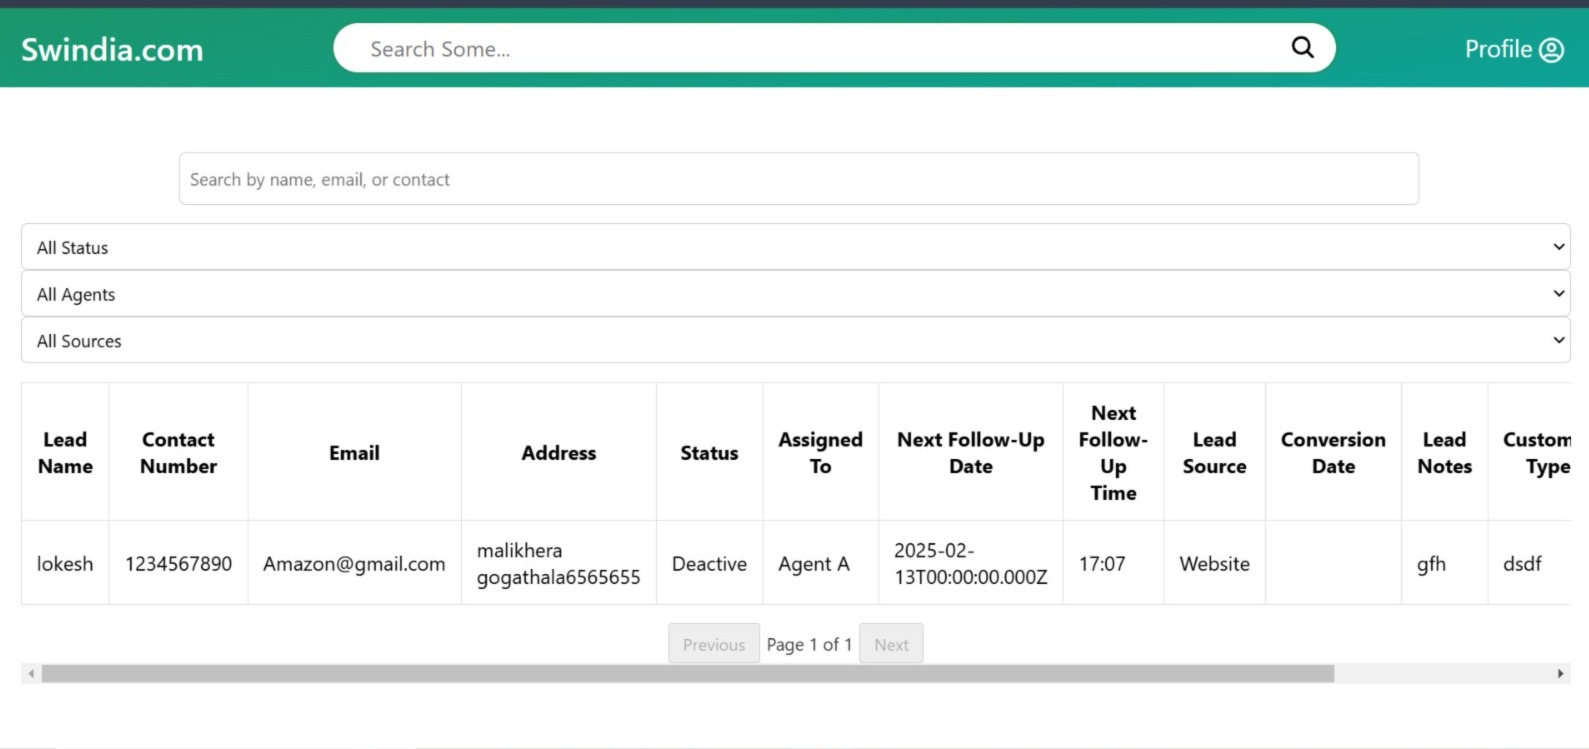 Swindia.com
Search Some...
Profile
Search by name, email, or contact
All Status
All Agents
All Sources
Lead Name
Contact Number
Email
Address
Status
Assigned To
Next Follow-Up Date
Next Follow-Up Time
Lead Source
Conversion Date
Lead Notes
Custom Type
lokesh
1234567890
Amazon@gmail.com
malikhera gogathala6565655
Deactive
Agent A
2025-02-13T00:00:00.000Z
17:07
Website
gfh
dsdf
Previous
Page 1 of 1
Next